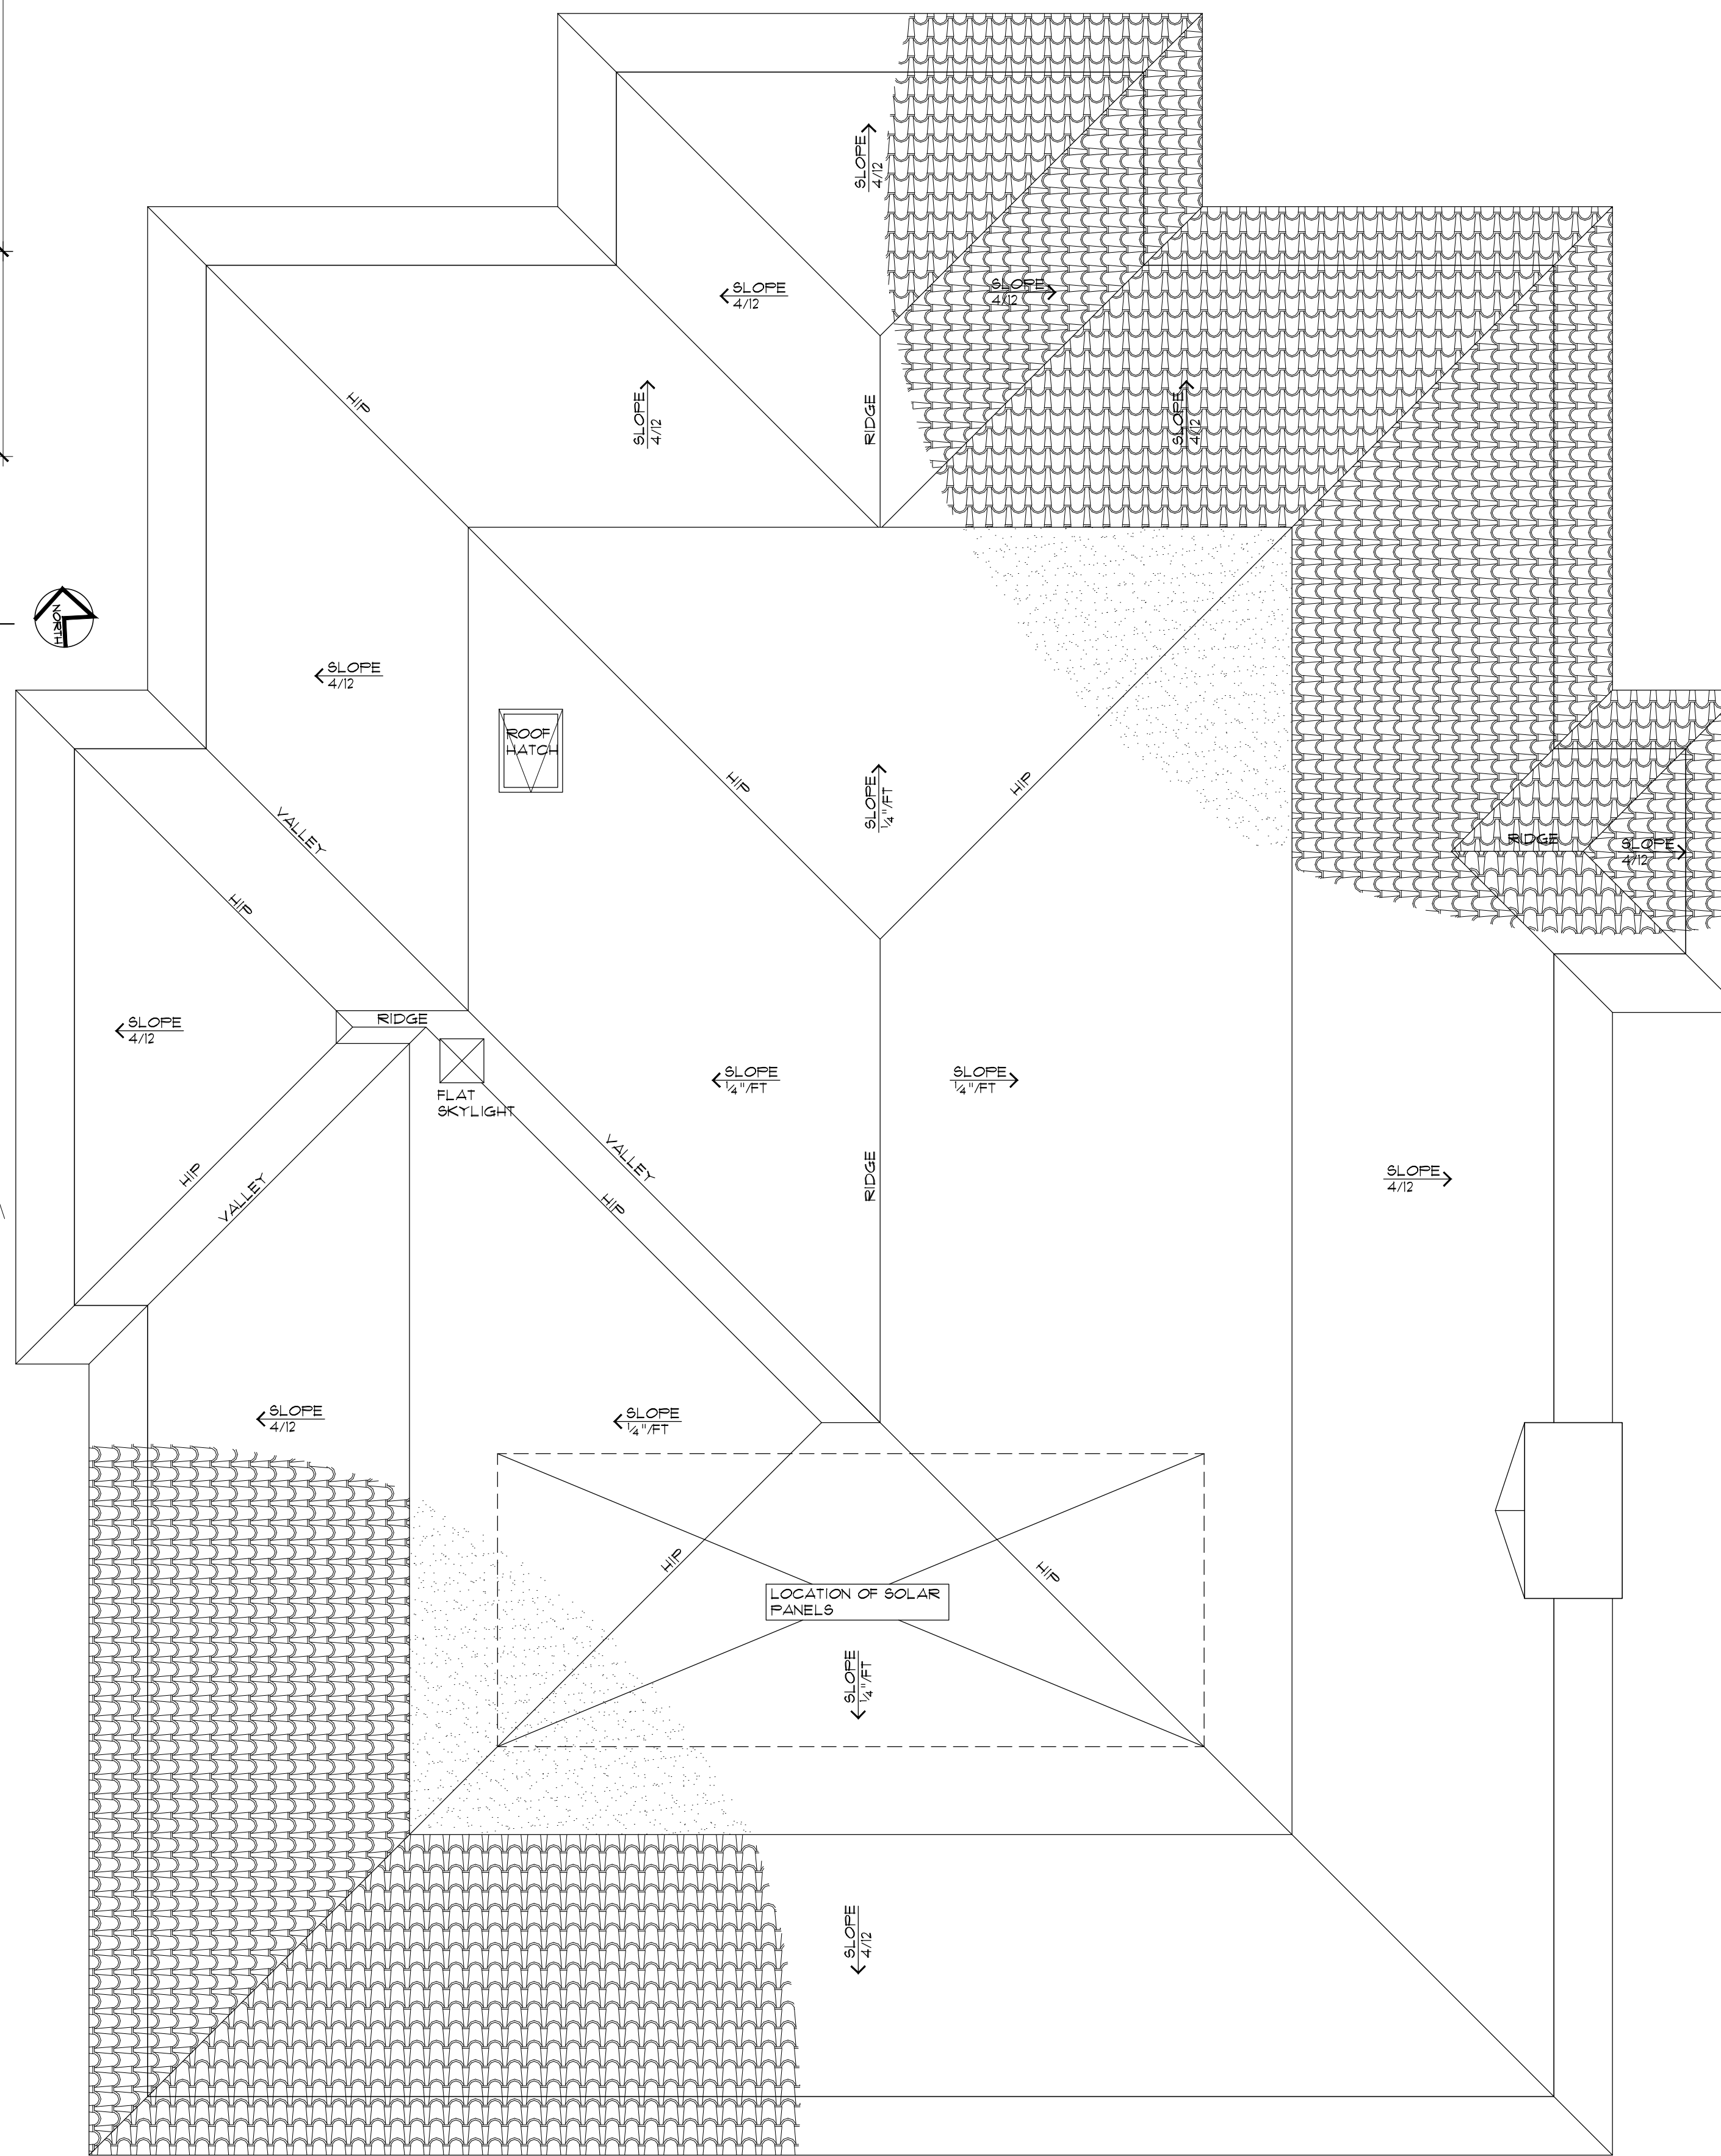 SLOPE
4/12
SLOPE
4/12
SLOPE
4/12
HIP
SLOPE
4/12
RIDGE
SLOPE
4/12
NORTH
SLOPE
4/12
ROOF
HATCH
HIP
SLOPE
1/4"/FT
HIP
VALLEY
RIDGE
SLOPE
4/12
HIP
RIDGE
SLOPE
4/12
FLAT
SKYLIGHT
SLOPE
1/4"/FT
SLOPE
1/4"/FT
HIP
VALLEY
VALLEY
HIP
RIDGE
SLOPE
4/12
SLOPE
4/12
SLOPE
1/4"/FT
HIP
HIP
LOCATION OF SOLAR
PANELS
SLOPE
1/4"/FT
SLOPE
4/12